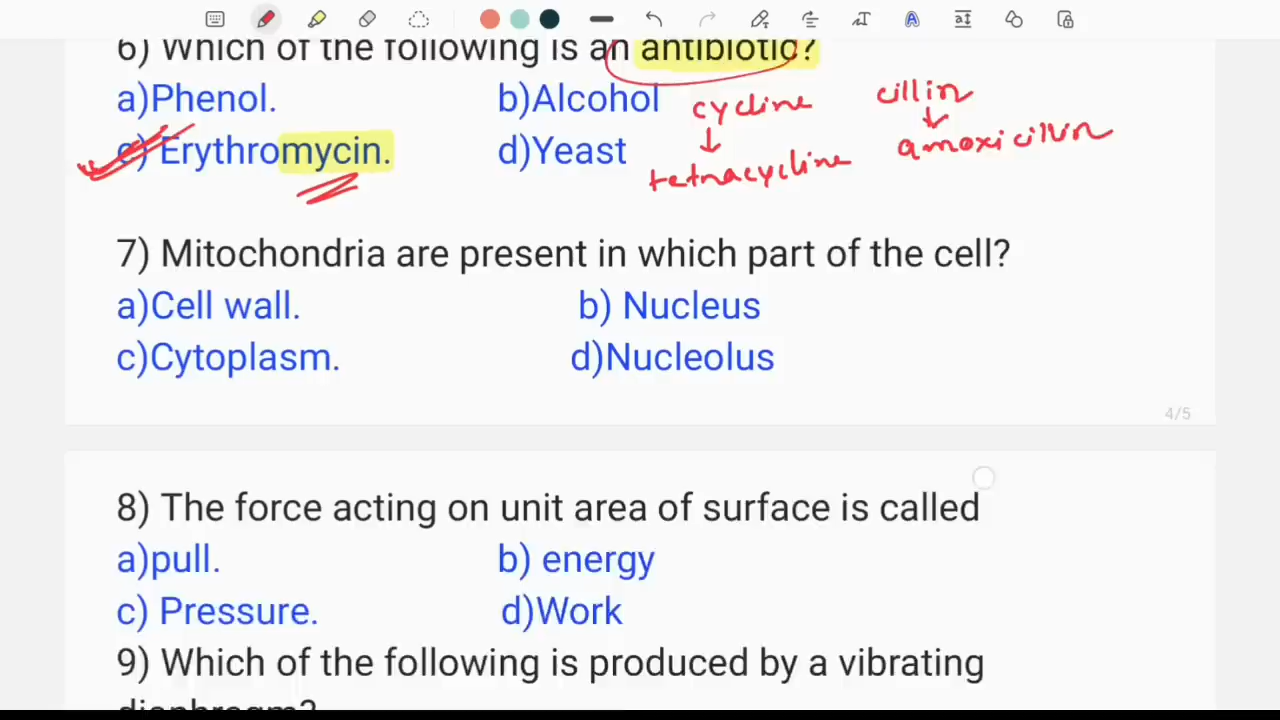 6) Which of the following is an antibiotic?
a)Phenol. b)Alcohol cycline cillin
c) Erythromycin. d)Yeast tetracycline amoxicillin
7) Mitochondria are present in which part of the cell?
a)Cell wall. b) Nucleus
c)Cytoplasm. d)Nucleolus
4/5
8) The force acting on unit area of surface is called
a)pull. b) energy
c) Pressure. d)Work
9) Which of the following is produced by a vibrating
diaphragm?